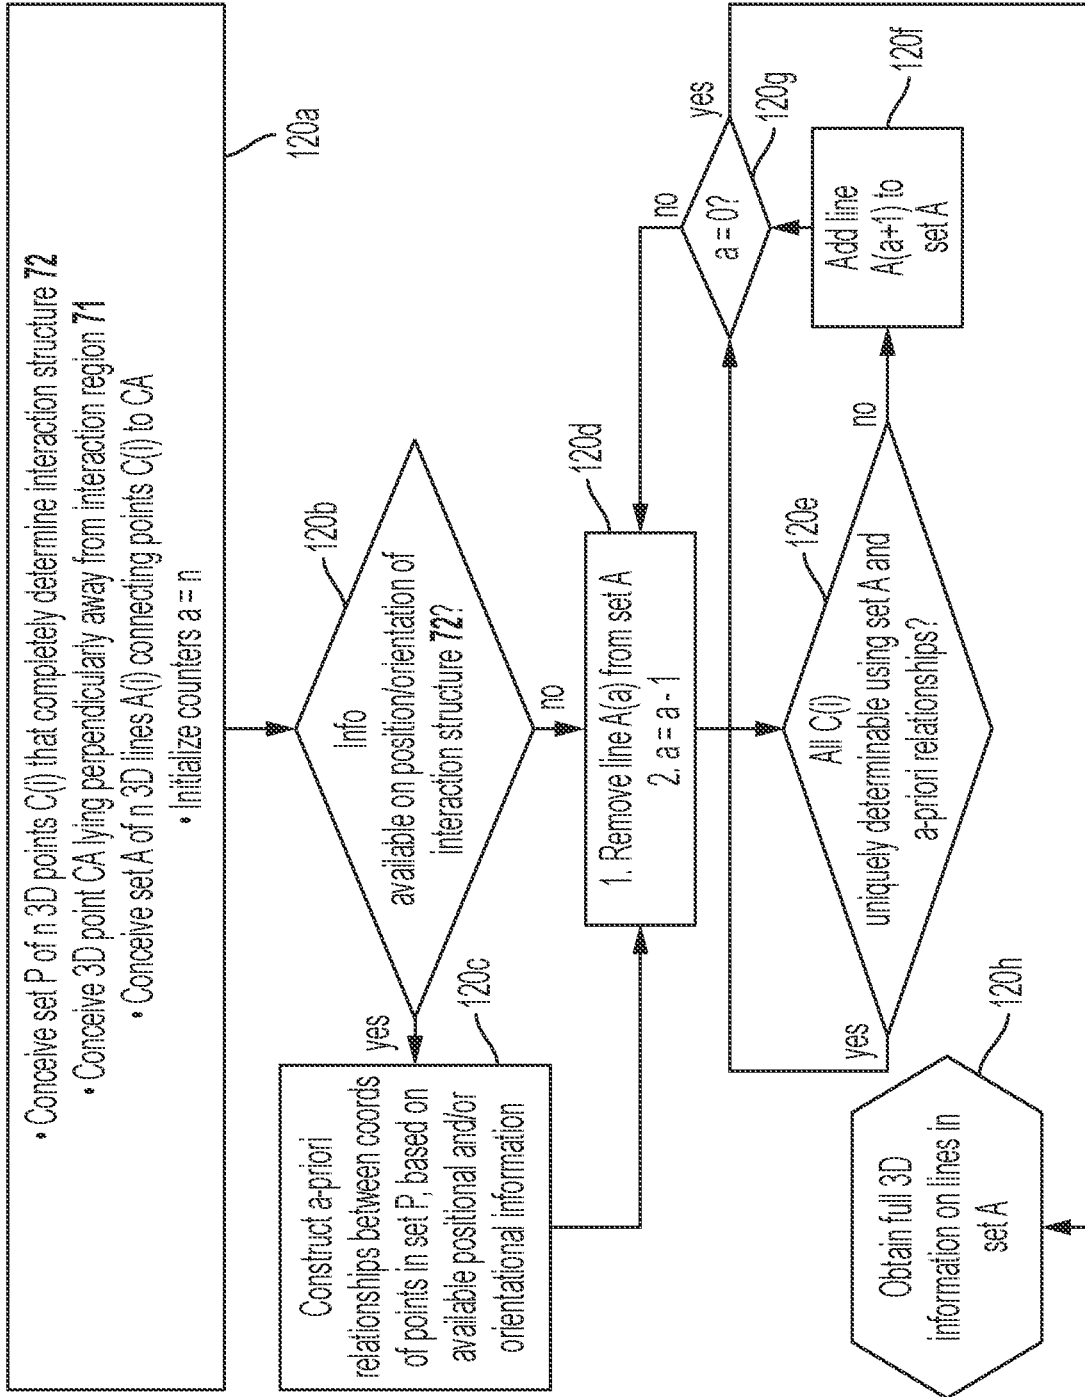 • Conceive set P of n 3D points C(i) that completely determine interaction structure 72
• Conceive 3D point CA lying perpendicularly away from interaction region 71
• Conceive set A of n 3D lines A(i) connecting points C(i) to CA
• Initialize counters a = n
120a
Info
available on position/orientation of
interaction structure 72?
120b
yes
no
Construct a-priori
relationships between coords
of points in set P, based on
available positional and/or
orientational information
120c
1. Remove line A(a) from set A
2. a = a - 1
120d
All C(i)
uniquely determinable using set A and
a-priori relationships?
120e
yes
no
Add line
A(a+1) to
set A
120f
a = 0?
120g
no
yes
Obtain full 3D
information on lines in
set A
120h